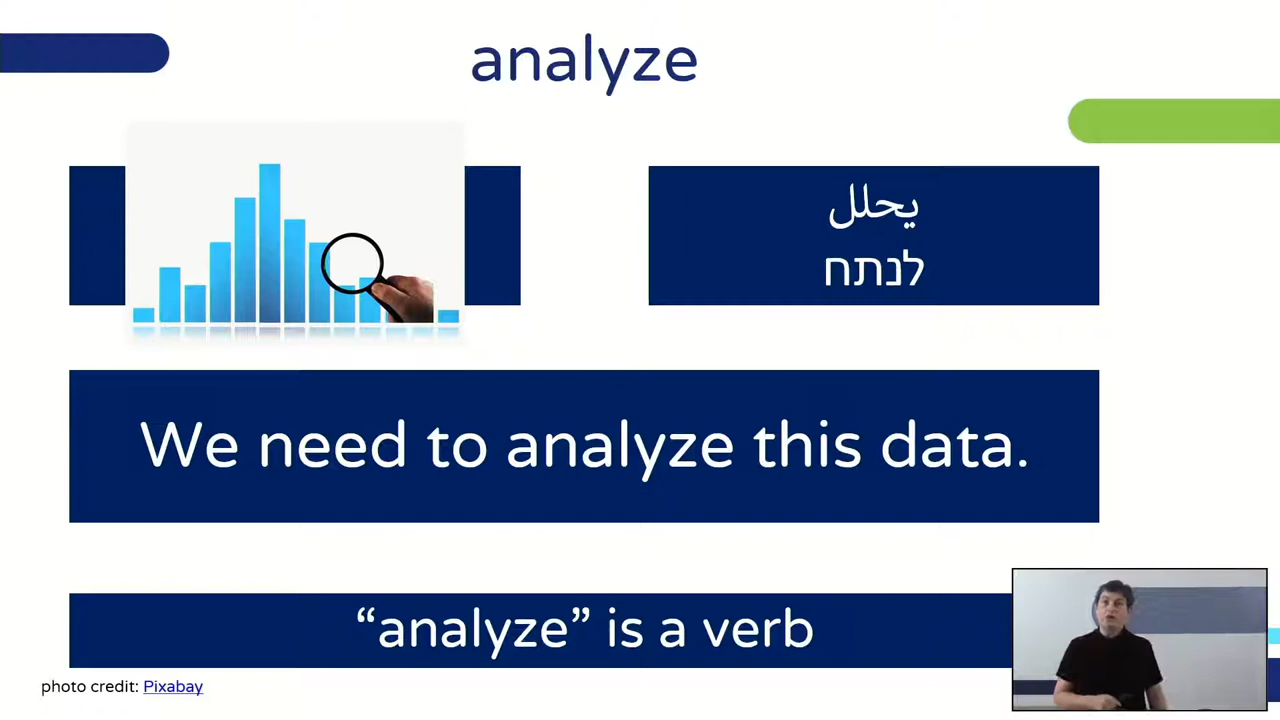 analyze
يحلل
לנתח
We need to analyze this data.
“analyze” is a verb
photo credit: Pixabay